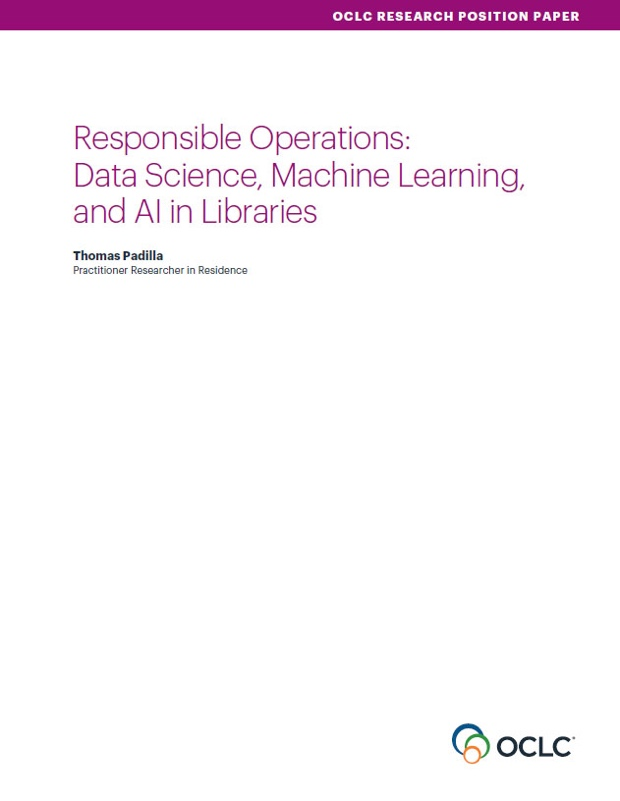 OCLC RESEARCH POSITION PAPER
Responsible Operations:
Data Science, Machine Learning,
and AI in Libraries
Thomas Padilla
Practitioner Researcher in Residence
OCLC